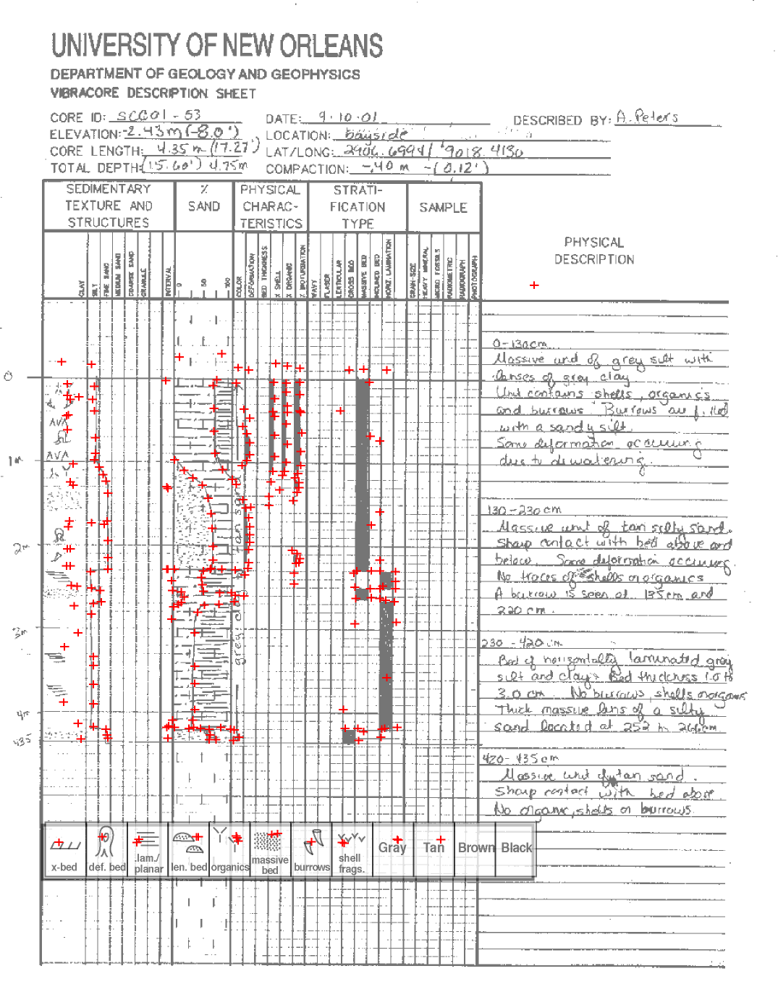 UNIVERSITY OF NEW ORLEANS
DEPARTMENT OF GEOLOGY AND GEOPHYSICS
VIBRACORE DESCRIPTION SHEET
CORE ID: SCC01-53 DATE: 9.10.01 DESCRIBED BY: A. Peters
ELEVATION: -2.43m (-8.0') LOCATION: bayside
CORE LENGTH: 4.35 m (17.27') LAT/LONG: 2906.6994 / 9018.4130
TOTAL DEPTH: (15.60') 4.75m COMPACTION: -.40 m -(0.12')
SEDIMENTARY TEXTURE AND STRUCTURES
% SAND
PHYSICAL CHARAC-TERISTICS
STRATI-FICATION TYPE
SAMPLE
PHYSICAL DESCRIPTION
CLAY
SILT
FINE SAND
MEDIUM SAND
COARSE SAND
GRANULE
INTERVAL
0
50
100
COLOR
DEFORMATION
BED THICKNESS
% SHELL
% ORGANIC
% BIOTURBATION
WAVY
FLASER
LENTICULAR
CROSS BED
MASSIVE BED
INCLINED BED
HORIZ. LAMINATION
GRAIN-SIZE
HEAVY MINERAL
MICRO FOSSILS
RADIOMETRIC
RADIOGRAPH
PHOTOGRAPH
0
1m
2m
3m
4m
435
tan sand
grey clay
0-130cm
Massive unit of grey silt with
lenses of grey clay
Unit contains shells, organics
and burrows. Burrows are filled
with a sandy silt.
Some deformation occuring
due to dewatering.
130-230 cm
Massive unit of tan silty sand.
Sharp contact with bed above and
below. Some deformation occuring.
No traces of shells or organics
A burrow is seen at 135cm and
220 cm.
230 - 420 cm
Bed of horizontally laminated grey
silt and clay. Bed thickness 1.0 to
3.0 cm. No burrows, shells or organic
Thick massive lens of a silty
sand located at 252 to 266cm
420-435cm
Massive unit of tan sand.
Sharp contact with bed above.
No organic, shells or burrows.
x-bed
def. bed
.lam./ planar
len. bed
organics
massive bed
burrows
shell frags.
Gray
Tan
Brown
Black